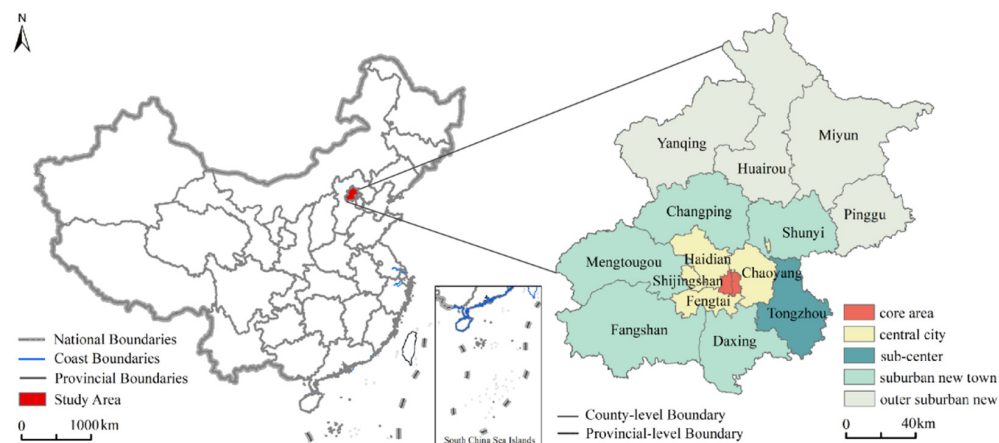 N
National Boundaries
Coast Boundaries
Provincial Boundaries
Study Area
0 1000 km
South China Sea Islands
Yanqing
Miyun
Huairou
Pinggu
Changping
Shunyi
Mengtougou
Haidian
Shijingshan
Chaoyang
Fengtai
Tongzhou
Fangshan
Daxing
core area
central city
sub-center
suburban new town
outer suburban new
County-level Boundary
Provincial-level Boundary
0 40km